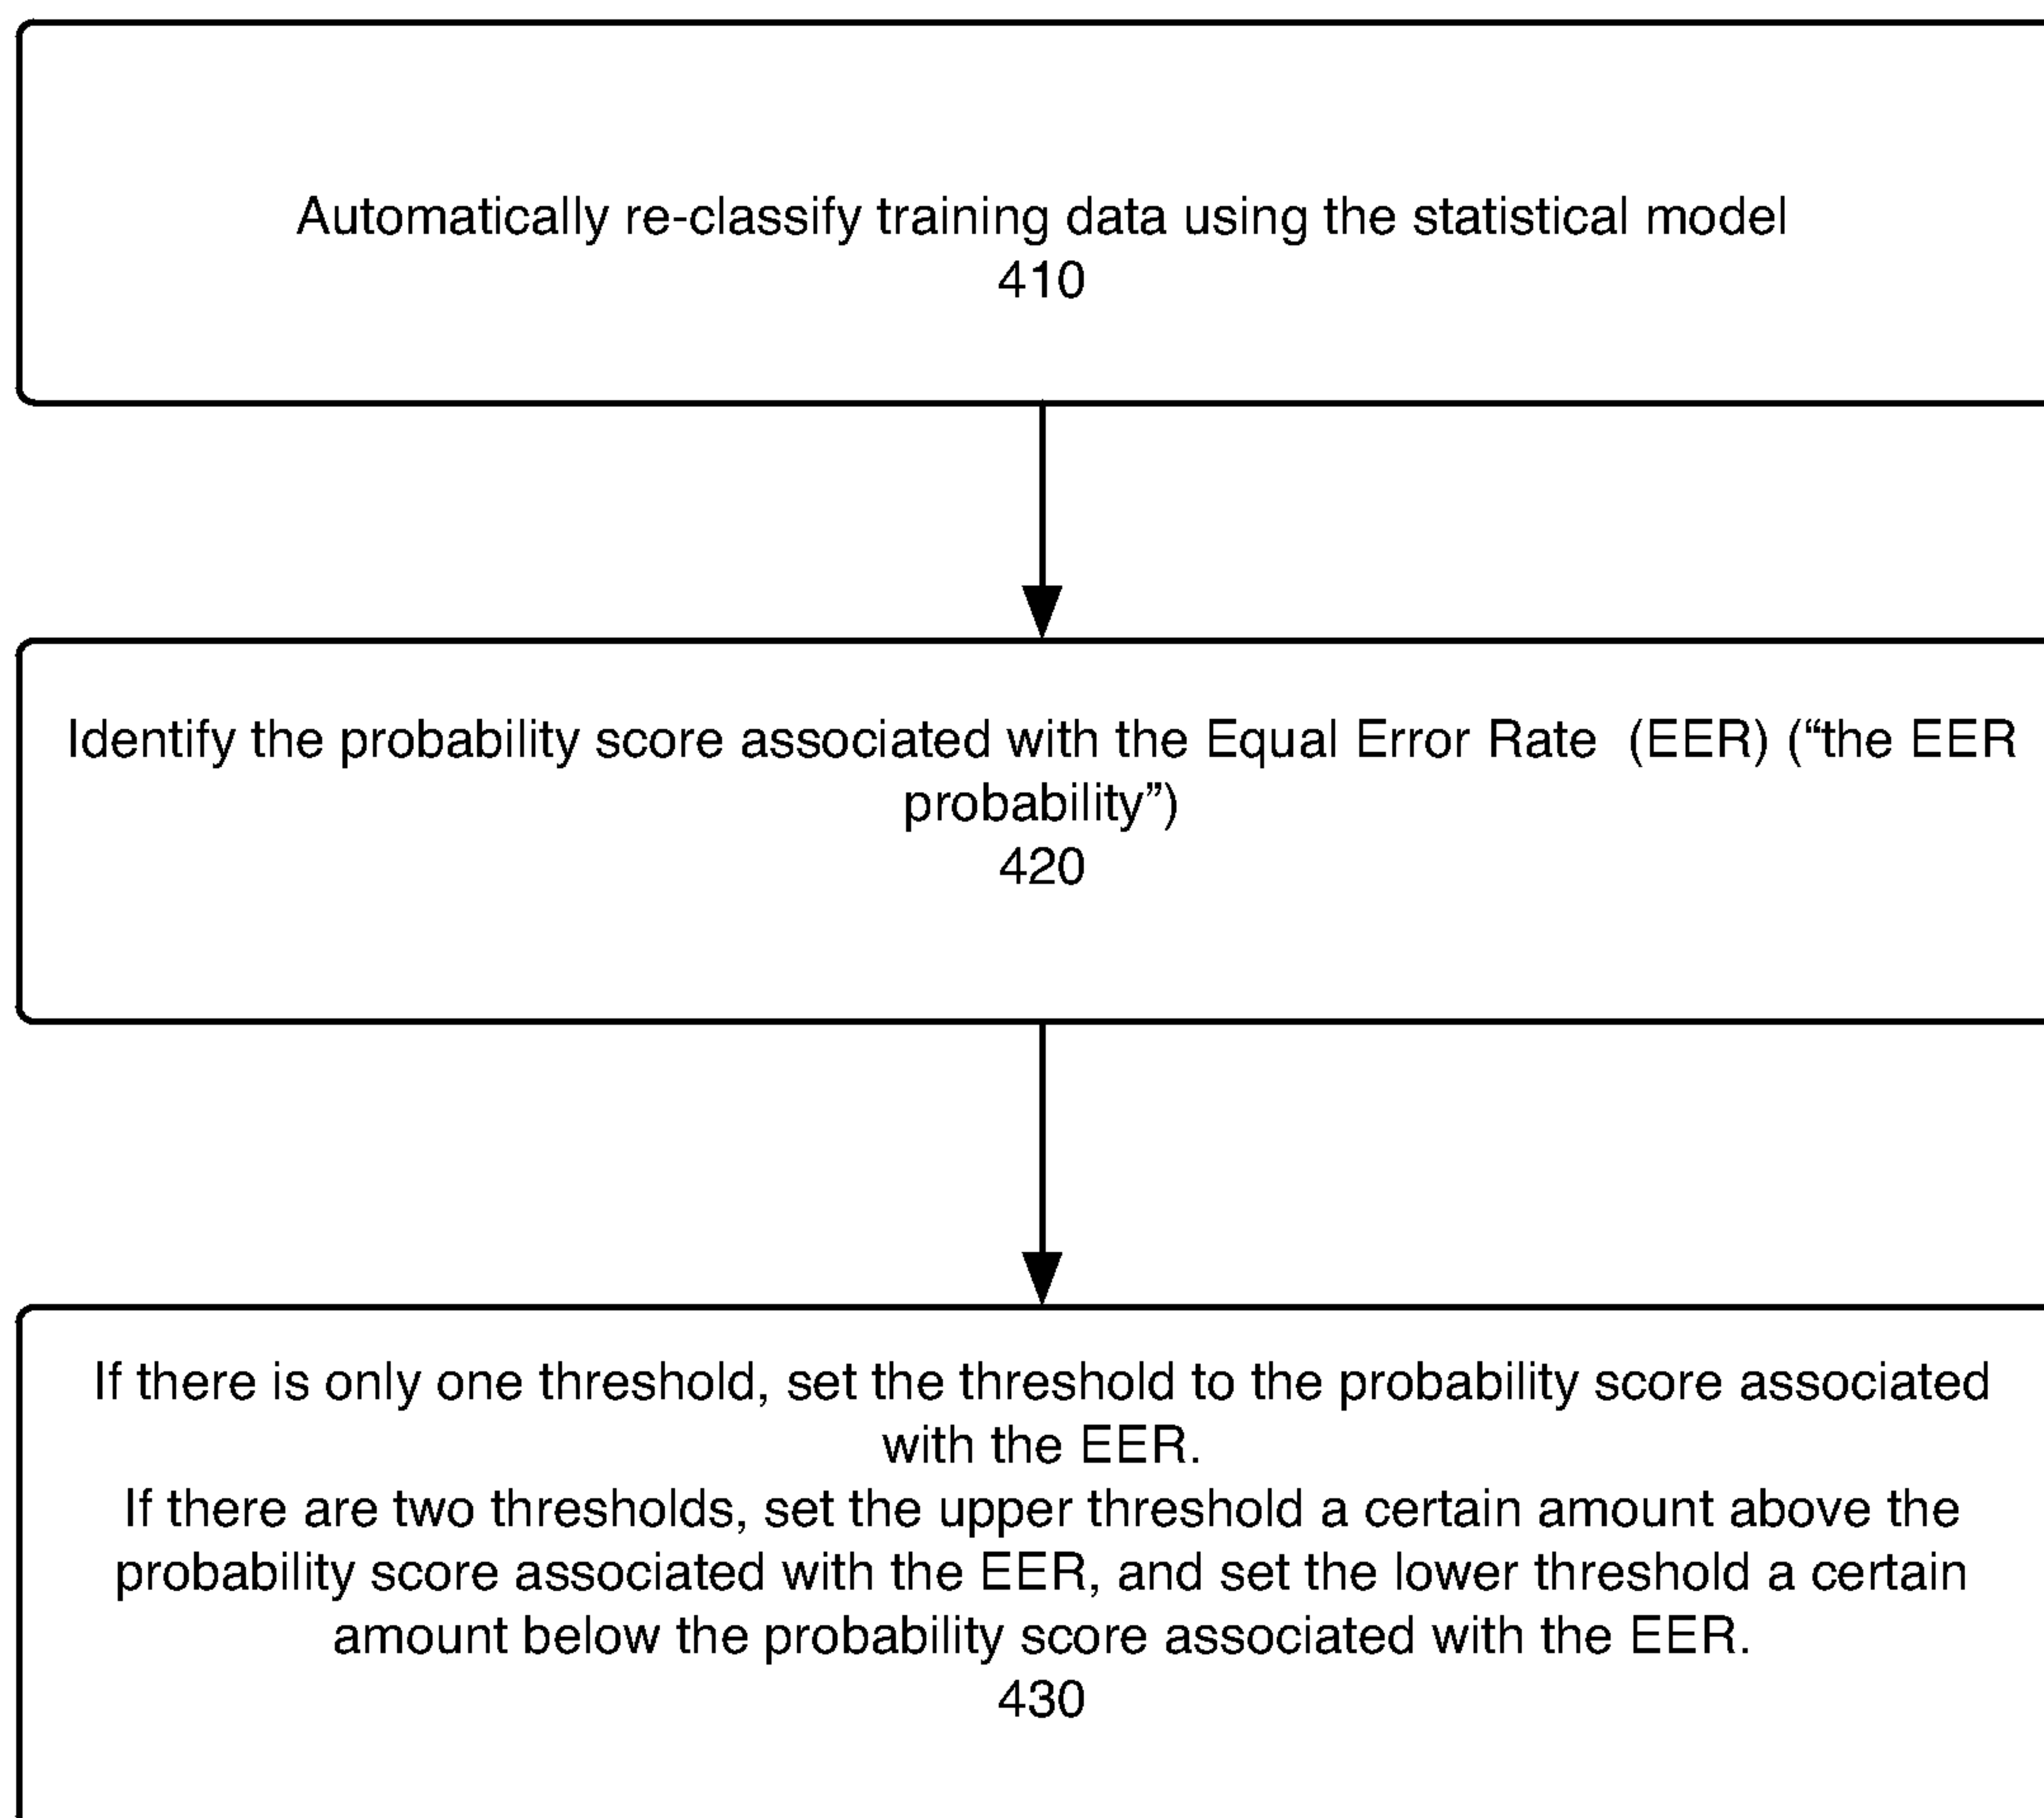 Automatically re-classify training data using the statistical model
410
Identify the probability score associated with the Equal Error Rate  (EER) (“the EER
probability”)
420
If there is only one threshold, set the threshold to the probability score associated
with the EER.
If there are two thresholds, set the upper threshold a certain amount above the
probability score associated with the EER, and set the lower threshold a certain
amount below the probability score associated with the EER.
430